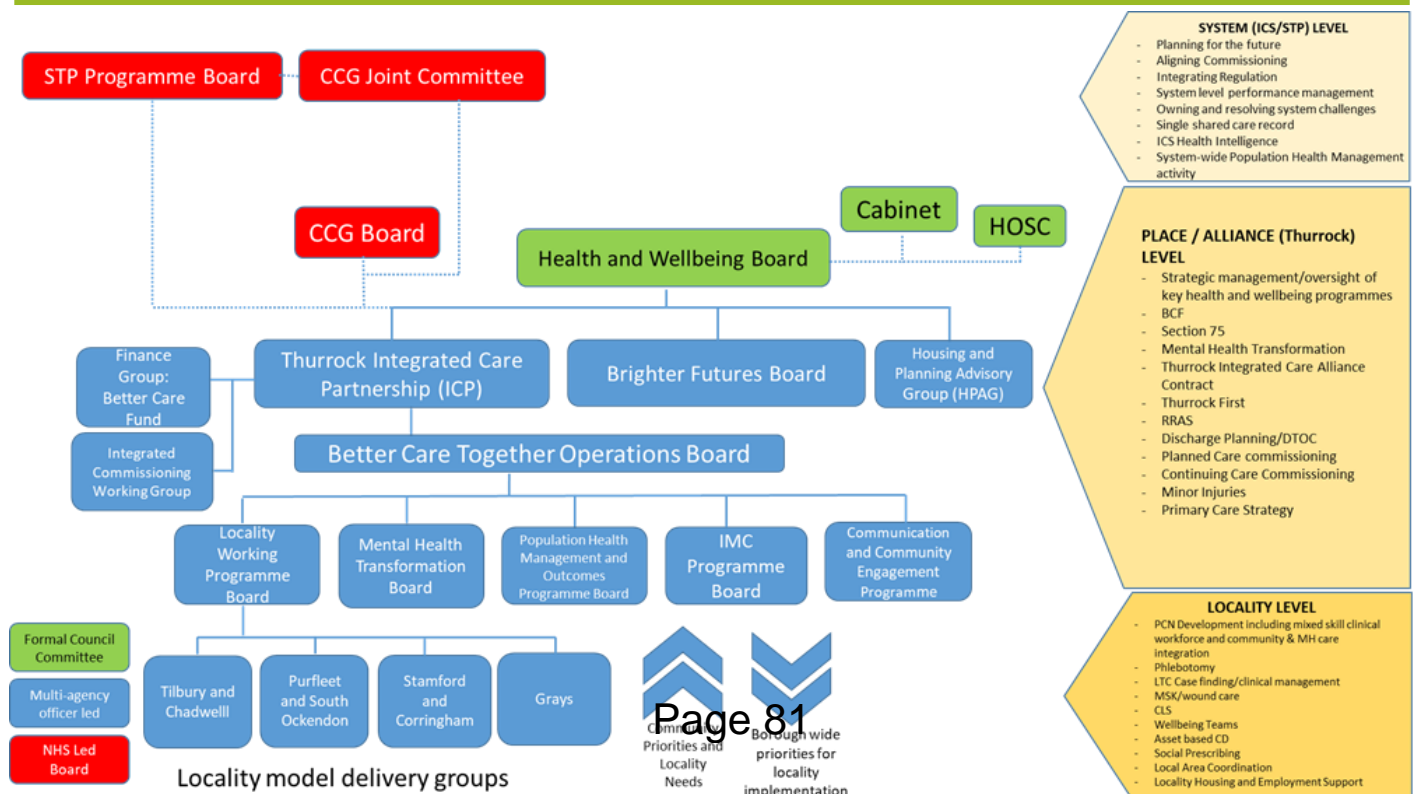 STP Programme Board
CCG Joint Committee
CCG Board
Health and Wellbeing Board
Cabinet
HOSC
Finance
Group:
Better Care
Fund
Thurrock Integrated Care
Partnership (ICP)
Brighter Futures Board
Housing and
Planning Advisory
Group (HPAG)
Integrated
Commissioning
Working Group
Better Care Together Operations Board
Locality
Working
Programme
Board
Mental Health
Transformation
Board
Population Health
Management and
Outcomes
Programme Board
IMC
Programme
Board
Communication
and Community
Engagement
Programme
Formal Council
Committee
Multi-agency
officer led
NHS Led
Board
Tilbury and
Chadwelll
Purfleet
and South
Ockendon
Stamford
and
Corringham
Grays
Locality model delivery groups
Community
Priorities and
Locality
Needs
Borough wide
priorities for
locality
implementation
Page 81
SYSTEM (ICS/STP) LEVEL
- Planning for the future
- Aligning Commissioning
- Integrating Regulation
- System level performance management
- Owning and resolving system challenges
- Single shared care record
- ICS Health Intelligence
- System-wide Population Health Management
activity
PLACE / ALLIANCE (Thurrock)
LEVEL
- Strategic management/oversight of
key health and wellbeing programmes
- BCF
- Section 75
- Mental Health Transformation
- Thurrock Integrated Care Alliance
Contract
- Thurrock First
- RRAS
- Discharge Planning/DTOC
- Planned Care commissioning
- Continuing Care Commissioning
- Minor Injuries
- Primary Care Strategy
LOCALITY LEVEL
- PCN Development including mixed skill clinical
workforce and community & MH care
integration
- Phlebotomy
- LTC Case finding/clinical management
- MSK/wound care
- CLS
- Wellbeing Teams
- Asset based CD
- Social Prescribing
- Local Area Coordination
- Locality Housing and Employment Support